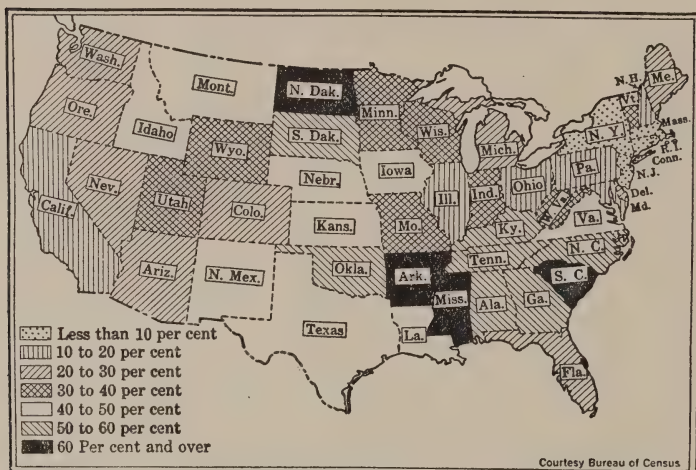 Wash.
Mont.
N. Dak.
Minn.
N.H.
Me.
Vt.
Ore.
Idaho
S. Dak.
Wis.
Mich.
N. Y.
Mass.
R.I.
Conn.
Wyo.
Nebr.
Iowa
Pa.
N.J.
Nev.
Utah
Colo.
Ill.
Ind.
Ohio
W. Va.
Del.
Md.
Calif.
Kans.
Mo.
Ky.
Va.
Ariz.
N. Mex.
Okla.
Ark.
Tenn.
N. C.
S. C.
Miss.
Ala.
Ga.
Texas
La.
Fla.
Less than 10 per cent
10 to 20 per cent
20 to 30 per cent
30 to 40 per cent
40 to 50 per cent
50 to 60 per cent
60 Per cent and over
Courtesy Bureau of Census